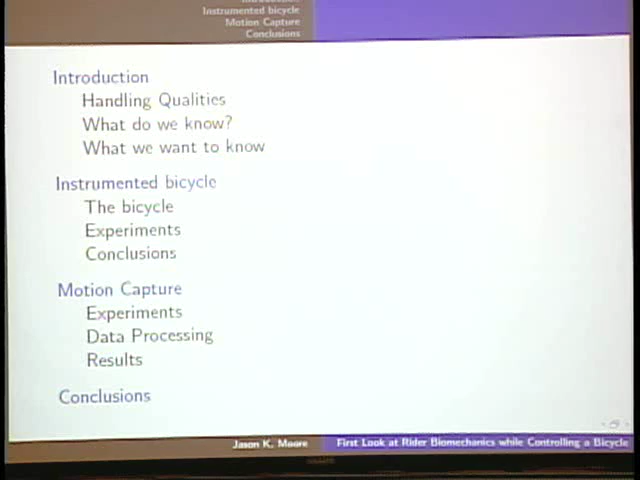 Instrumented bicycle
Motion Capture
Conclusions
Introduction
Handling Qualities
What do we know?
What we want to know
Instrumented bicycle
The bicycle
Experiments
Conclusions
Motion Capture
Experiments
Data Processing
Results
Conclusions
Jason K. Moore
First Look at Rider Biomechanics while Controlling a Bicycle